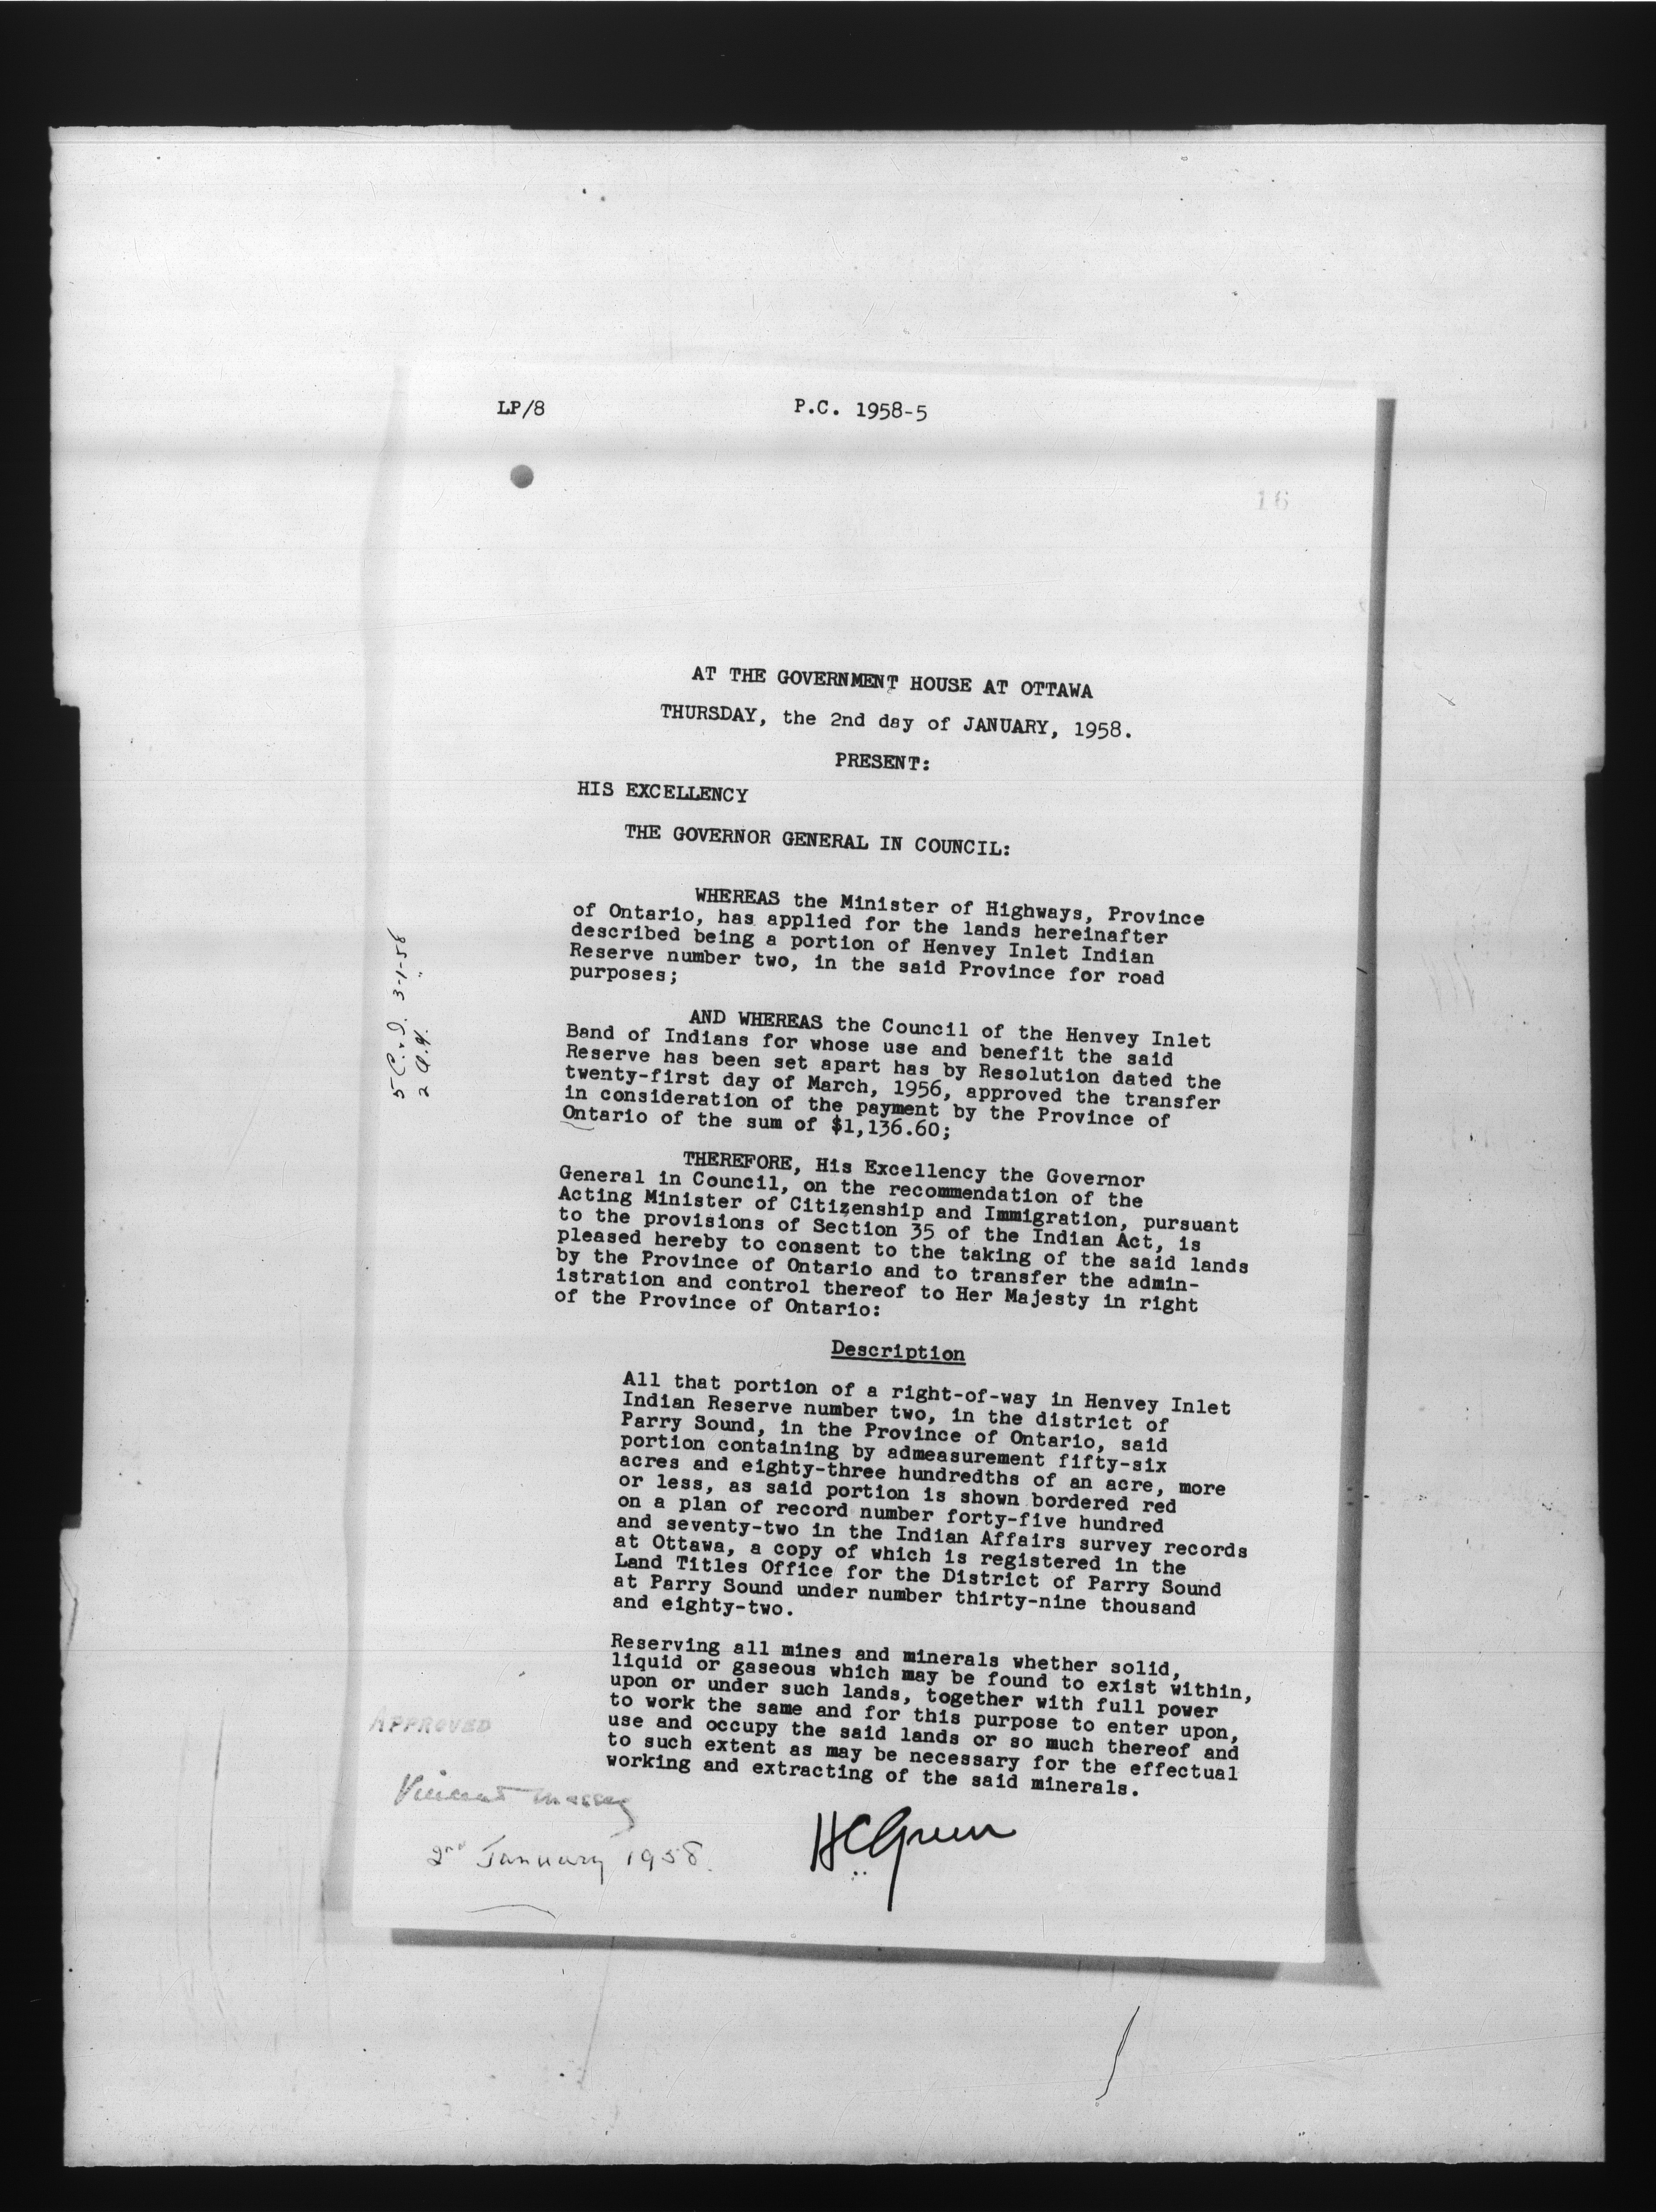 LP/8
P.C. 1958-5
16
AT THE GOVERNMENT HOUSE AT OTTAWA
THURSDAY, the 2nd day of JANUARY, 1958.
PRESENT:
HIS EXCELLENCY
THE GOVERNOR GENERAL IN COUNCIL:
WHEREAS the Minister of Highways, Province
of Ontario, has applied for the lands hereinafter
described being a portion of Henvey Inlet Indian
Reserve number two, in the said Province for road
purposes;
AND WHEREAS the Council of the Henvey Inlet
Band of Indians for whose use and benefit the said
Reserve has been set apart has by Resolution dated the
twenty-first day of March, 1956, approved the transfer
in consideration of the payment by the Province of
Ontario of the sum of $1,136.60;
THEREFORE, His Excellency the Governor
General in Council, on the recommendation of the
Acting Minister of Citizenship and Immigration, pursuant
to the provisions of Section 35 of the Indian Act, is
pleased hereby to consent to the taking of the said lands
by the Province of Ontario and to transfer the admin-
istration and control thereof to Her Majesty in right
of the Province of Ontario:
Description
All that portion of a right-of-way in Henvey Inlet
Indian Reserve number two, in the district of
Parry Sound, in the Province of Ontario, said
portion containing by admeasurement fifty-six
acres and eighty-three hundredths of an acre, more
or less, as said portion is shown bordered red
on a plan of record number forty-five hundred
and seventy-two in the Indian Affairs survey records
at Ottawa, a copy of which is registered in the
Land Titles Office for the District of Parry Sound
at Parry Sound under number thirty-nine thousand
and eighty-two.
Reserving all mines and minerals whether solid,
liquid or gaseous which may be found to exist within,
upon or under such lands, together with full power
to work the same and for this purpose to enter upon,
use and occupy the said lands or so much thereof and
to such extent as may be necessary for the effectual
working and extracting of the said minerals.
APPROVED
Vincent Massey
2nd January 1958.
HCGreen
3-1-58